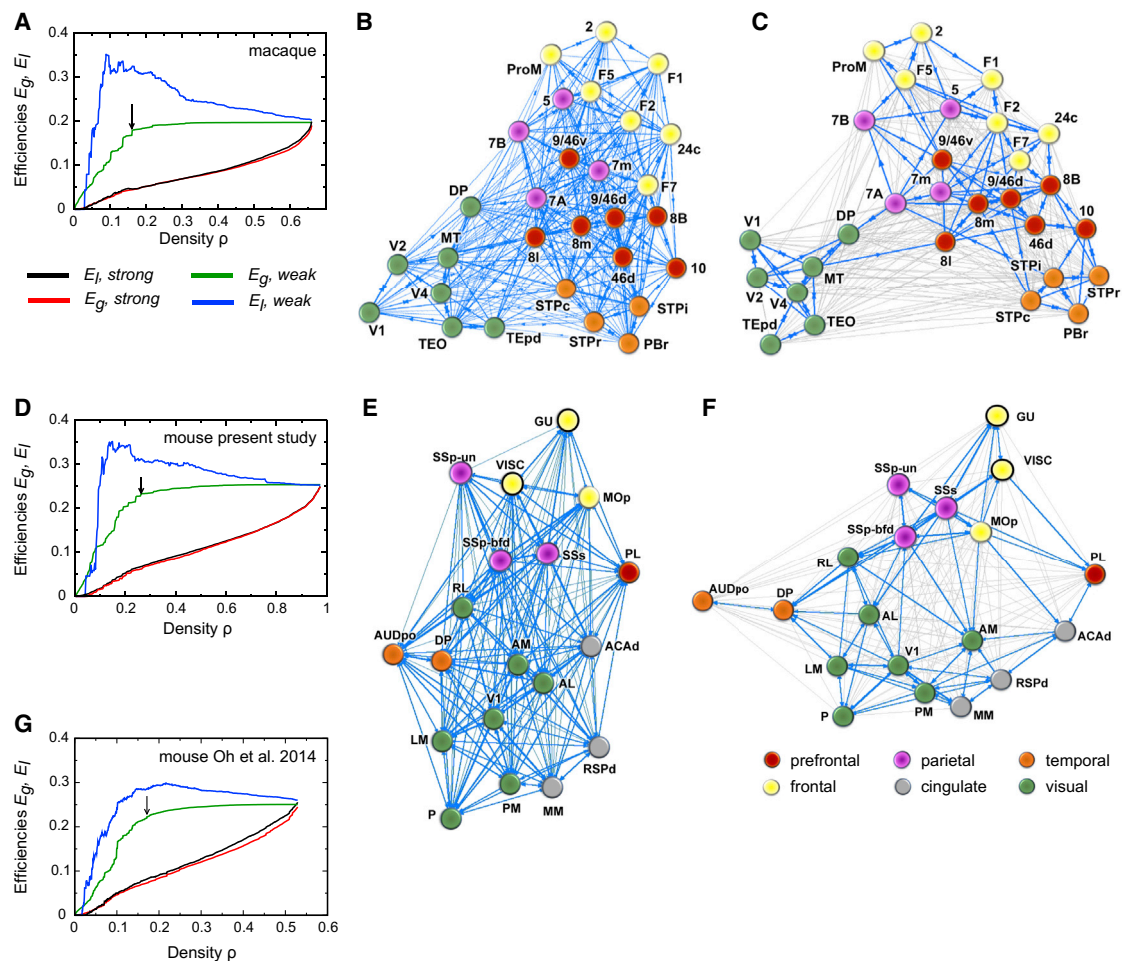 A
macaque
Efficiencies Eg, El
0.4
0.3
0.2
0.1
0
0
0.1
0.2
0.3
0.4
0.5
0.6
Density ρ
El, strong
Eg, strong
Eg, weak
El, weak
B
2
ProM
F5
F1
5
F2
7B
9/46v
7m
24c
DP
7A
9/46d
F7
8B
V2
MT
8l
8m
46d
10
V4
V1
TEO
TEpd
STPc
STPr
STPi
PBr
C
2
ProM
F5
F1
5
F2
7B
24c
9/46v
F7
7m
9/46d
8B
V1
DP
7A
8m
10
46d
8l
MT
STPi
V2
V4
STPr
TEpd
TEO
STPc
PBr
D
mouse present study
Efficiencies Eg, El
0.4
0.3
0.2
0.1
0
0
0.2
0.4
0.6
0.8
1
Density ρ
E
GU
SSp-un
VISC
MOp
SSp-bfd
SSs
PL
RL
AUDpo
DP
AM
ACAd
AL
V1
LM
RSPd
PM
MM
P
F
GU
VISC
SSp-un
SSs
SSp-bfd
MOp
RL
PL
AUDpo
DP
AL
AM
ACAd
LM
V1
RSPd
P
PM
MM
prefrontal
parietal
temporal
frontal
cingulate
visual
G
mouse Oh et al. 2014
Efficiencies Eg, El
0.4
0.3
0.2
0.1
0
0
0.1
0.2
0.3
0.4
0.5
0.6
Density ρ